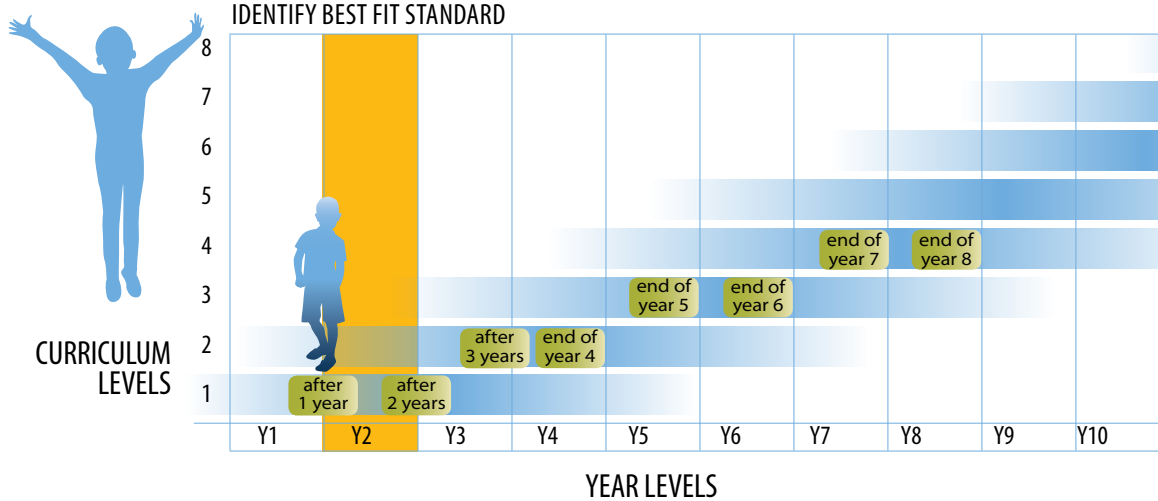 IDENTIFY BEST FIT STANDARD
8
7
6
5
4
end of
year 7
end of
year 8
3
end of
year 5
end of
year 6
2
after
3 years
end of
year 4
CURRICULUM
LEVELS
1
after
1 year
after
2 years
Y1 Y2 Y3 Y4 Y5 Y6 Y7 Y8 Y9 Y10
YEAR LEVELS